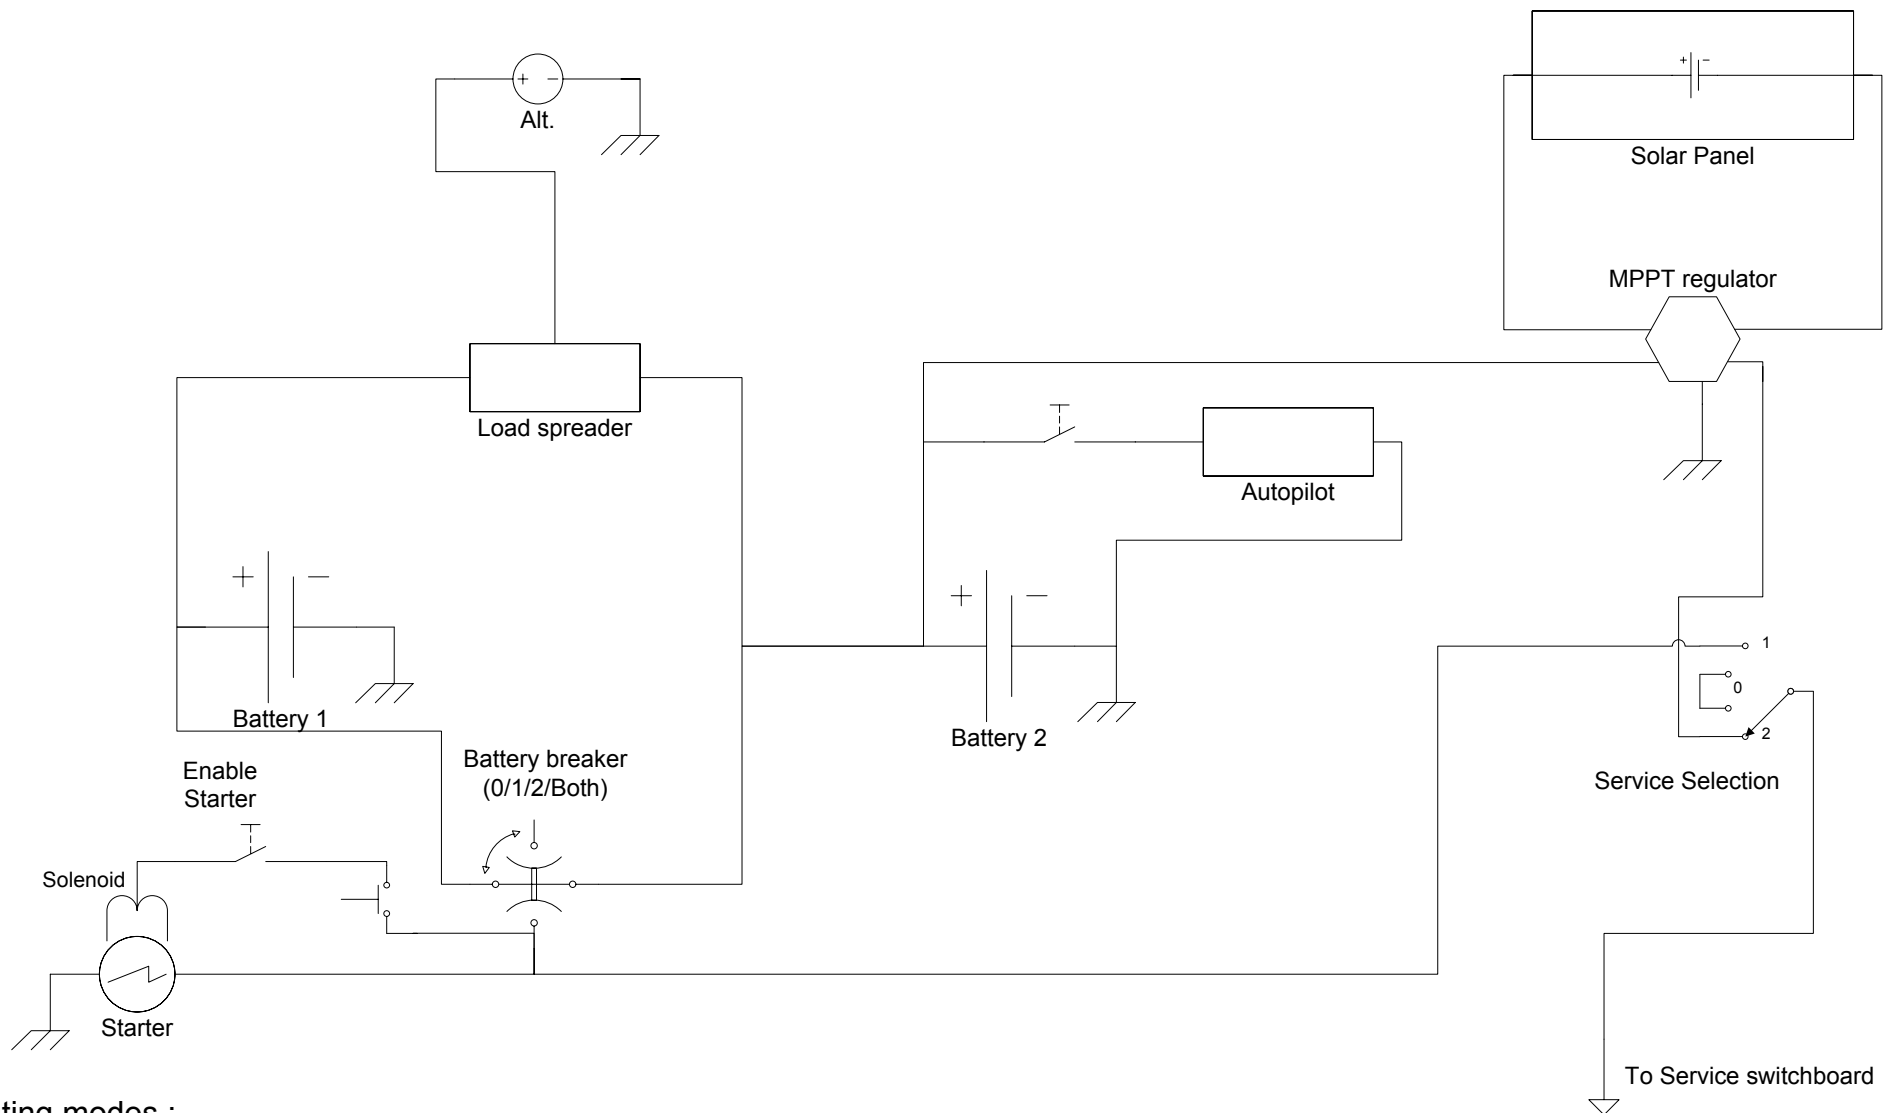 + -
Alt.
+ -
Solar Panel
MPPT regulator
Load spreader
Autopilot
+ —
Battery 1
+ —
Battery 2
1
0
2
Service Selection
Battery breaker
(0/1/2/Both)
Enable
Starter
Solenoid
Starter
To Service switchboard